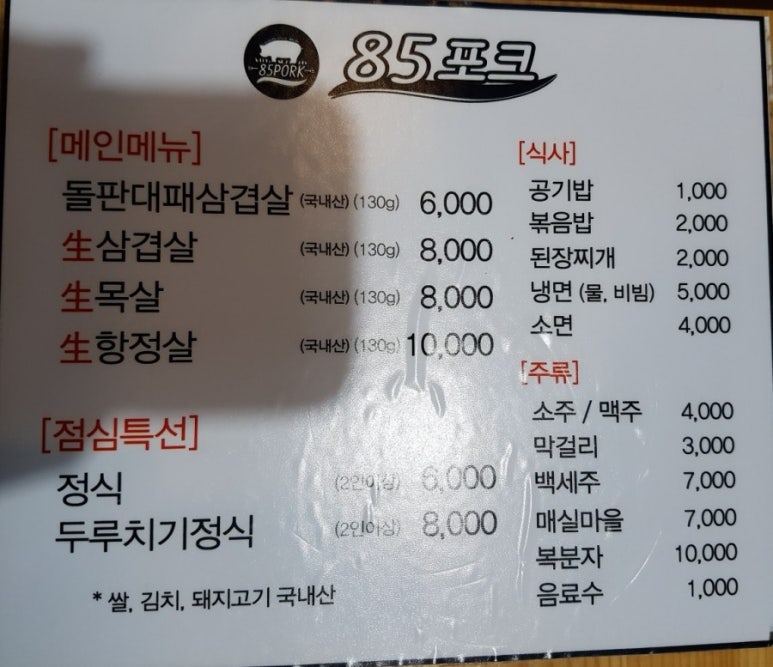 85PORK
85포크
[메인메뉴]
돌판대패삼겹살 (국내산) (130g) 6,000
生삼겹살 (국내산) (130g) 8,000
生목살 (국내산) (130g) 8,000
生항정살 (국내산) (130g) 10,000
[점심특선]
정식 (2인이상) 6,000
두루치기정식 (2인이상) 8,000
* 쌀, 김치, 돼지고기 국내산
[식사]
공기밥 1,000
볶음밥 2,000
된장찌개 2,000
냉면 (물, 비빔) 5,000
소면 4,000
[주류]
소주 / 맥주 4,000
막걸리 3,000
백세주 7,000
매실마을 7,000
복분자 10,000
음료수 1,000